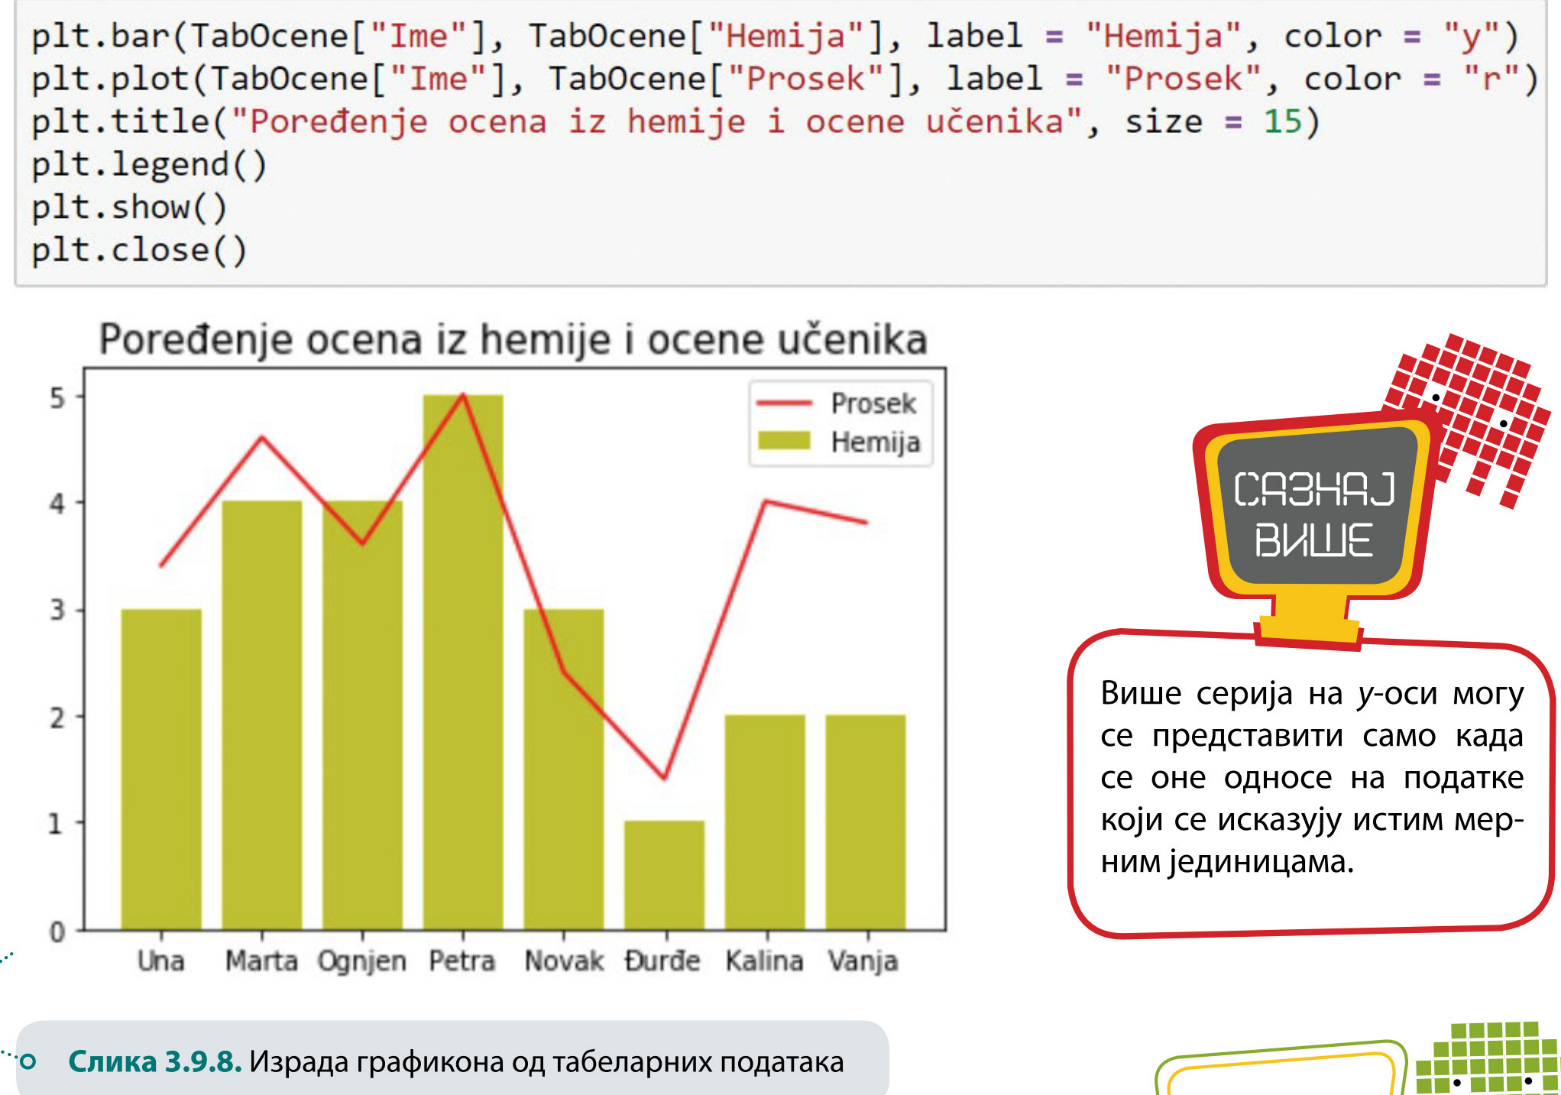 plt.bar(TabOcene["Ime"], TabOcene["Hemija"], label = "Hemija", color = "y")
plt.plot(TabOcene["Ime"], TabOcene["Prosek"], label = "Prosek", color = "r")
plt.title("Poređenje ocena iz hemije i ocene učenika", size = 15)
plt.legend()
plt.show()
plt.close()
Poređenje ocena iz hemije i ocene učenika
Prosek
Hemija
5
4
3
2
1
0
Una Marta Ognjen Petra Novak Đurđe Kalina Vanja
САЗНАЈ
ВИШЕ
Више серија на y-оси могу
се представити само када
се оне односе на податке
који се исказују истим мер-
ним јединицама.
Слика 3.9.8. Израда графикона од табеларних података